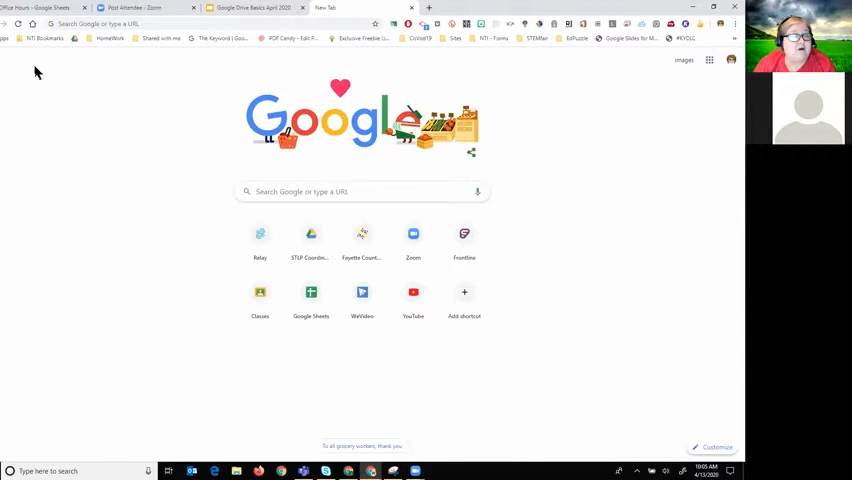 Office Hours - Google Sheets
Post Attendee - Zoom
Google Drive Basics April 2020
New Tab
Search Google or type a URL
NTI Bookmarks
HomeWork
Shared with me
The Keyword | Goo...
PDF Candy - Edit P...
Exclusive Freebie Li...
CoVod19
Sites
NTI - Forms
STEMfair
EdPuzzle
Google Slides for M...
#KYDLC
Images
Google
Search Google or type a URL
Relay
STLP Coordin...
Fayette Count...
Zoom
Frontline
Classes
Google Sheets
WeVideo
YouTube
Add shortcut
To all grocery workers, thank you
Customize
Type here to search
10:05 AM
4/13/2020